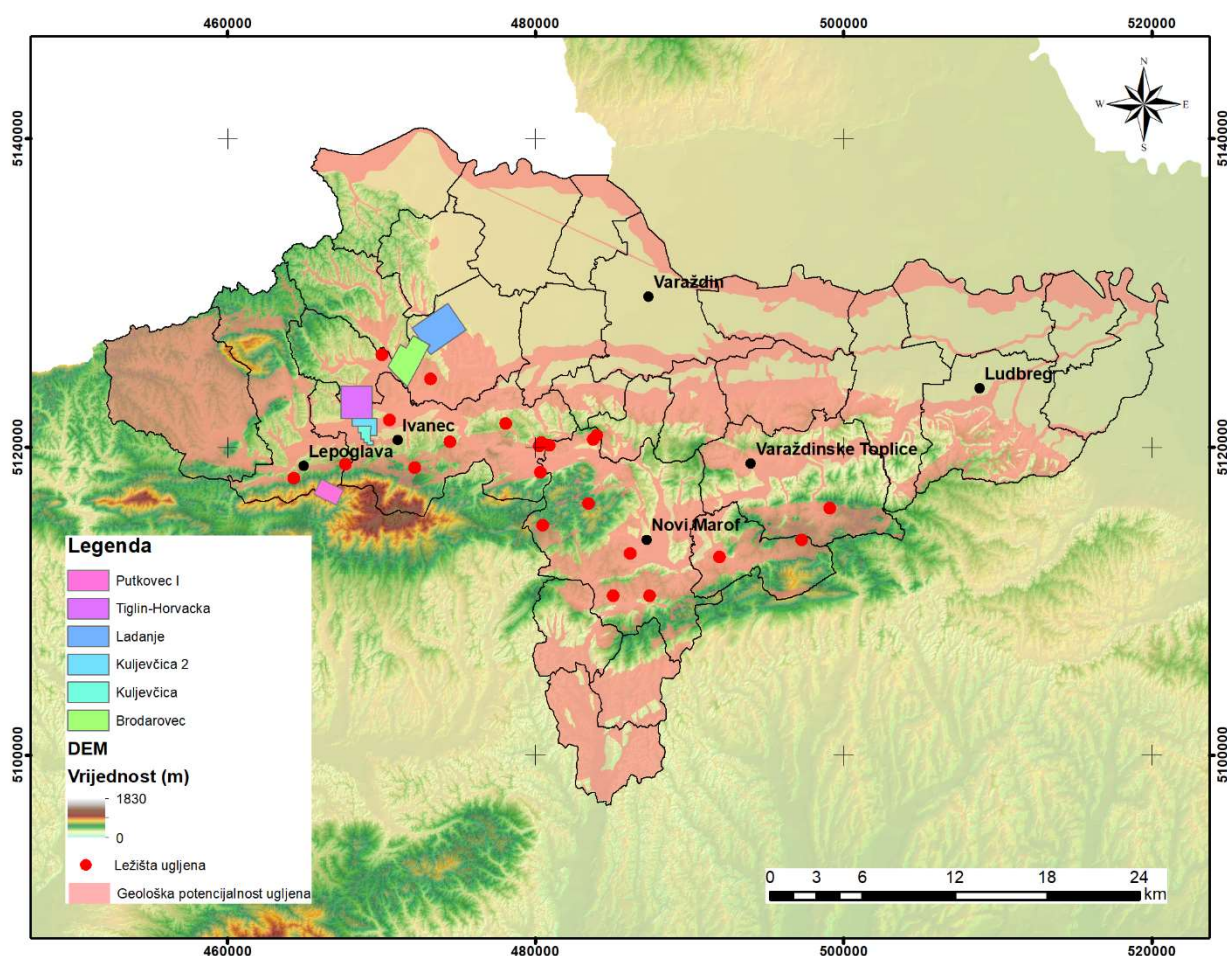 460000 480000 500000 520000
N
W E
S
5140000 5140000
Varaždin
Ludbreg
Ivanec
5120000 5120000
Lepoglava
Varaždinske Toplice
Novi Marof
Legenda
Putkovec I
Tiglin-Horvacka
Ladanje
Kuljevčica 2
Kuljevčica
Brodarovec
5100000 5100000
DEM
Vrijednost (m)
1830
0
Ležišta ugljena
Geološka potencijalnost ugljena
0 3 6 12 18 24
km
460000 480000 500000 520000